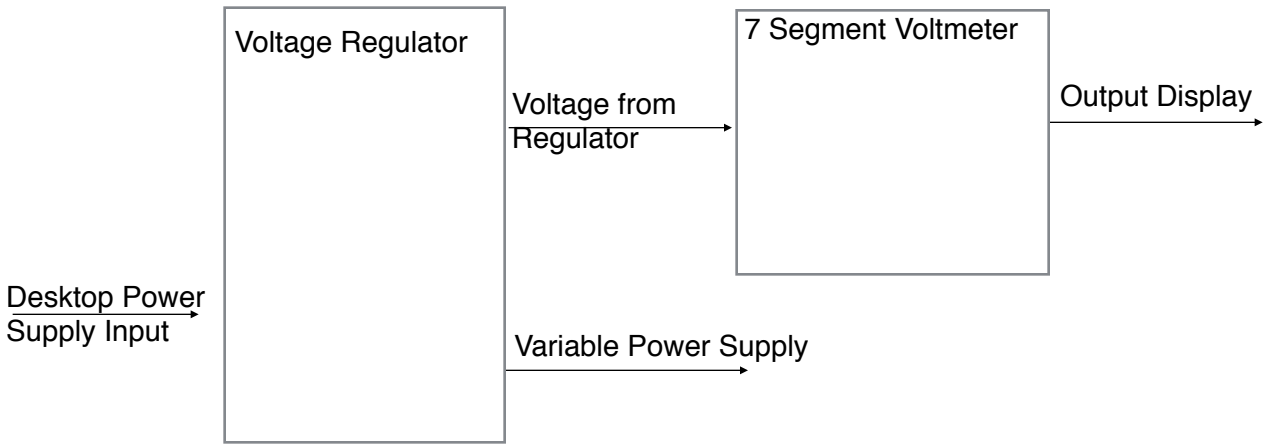 Voltage Regulator
7 Segment Voltmeter
Voltage from
Regulator
Output Display
Desktop Power
Supply Input
Variable Power Supply